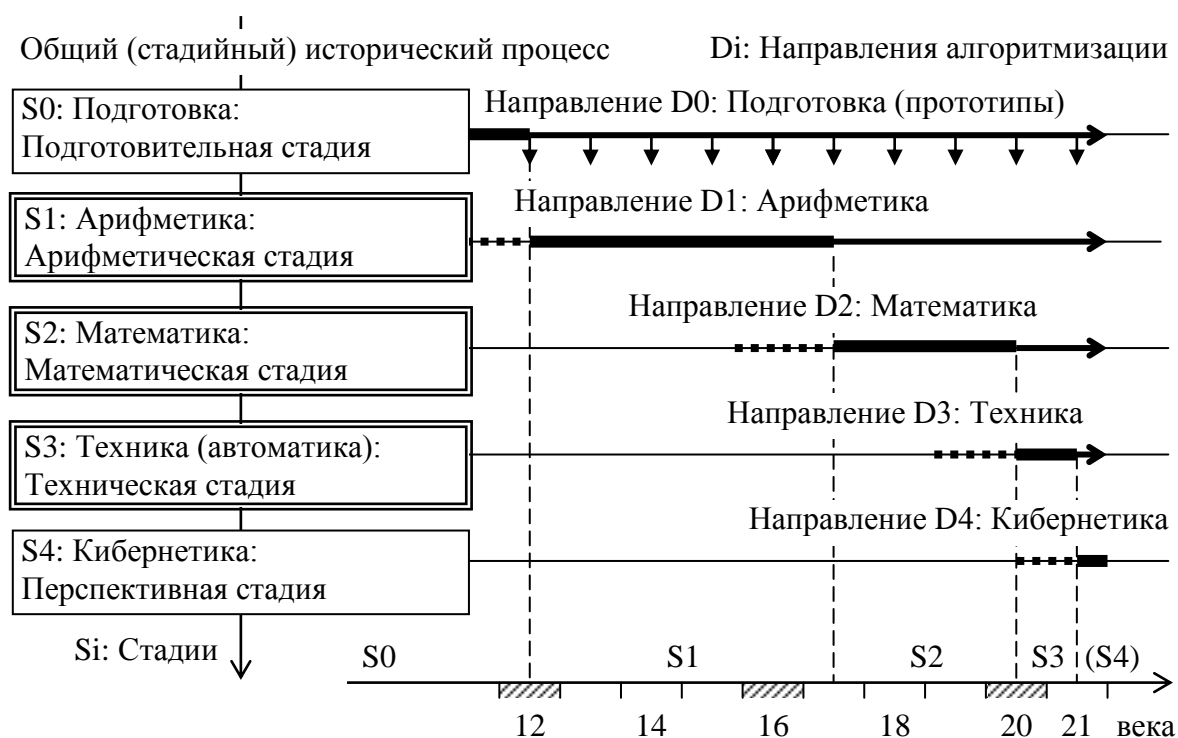 Общий (стадийный) исторический процесс
Di: Направления алгоритмизации
S0: Подготовка:
Подготовительная стадия
Направление D0: Подготовка (прототипы)
S1: Арифметика:
Арифметическая стадия
Направление D1: Арифметика
S2: Математика:
Математическая стадия
Направление D2: Математика
S3: Техника (автоматика):
Техническая стадия
Направление D3: Техника
S4: Кибернетика:
Перспективная стадия
Направление D4: Кибернетика
Si: Стадии
S0 S1 S2 S3 (S4)
12 14 16 18 20 21 века